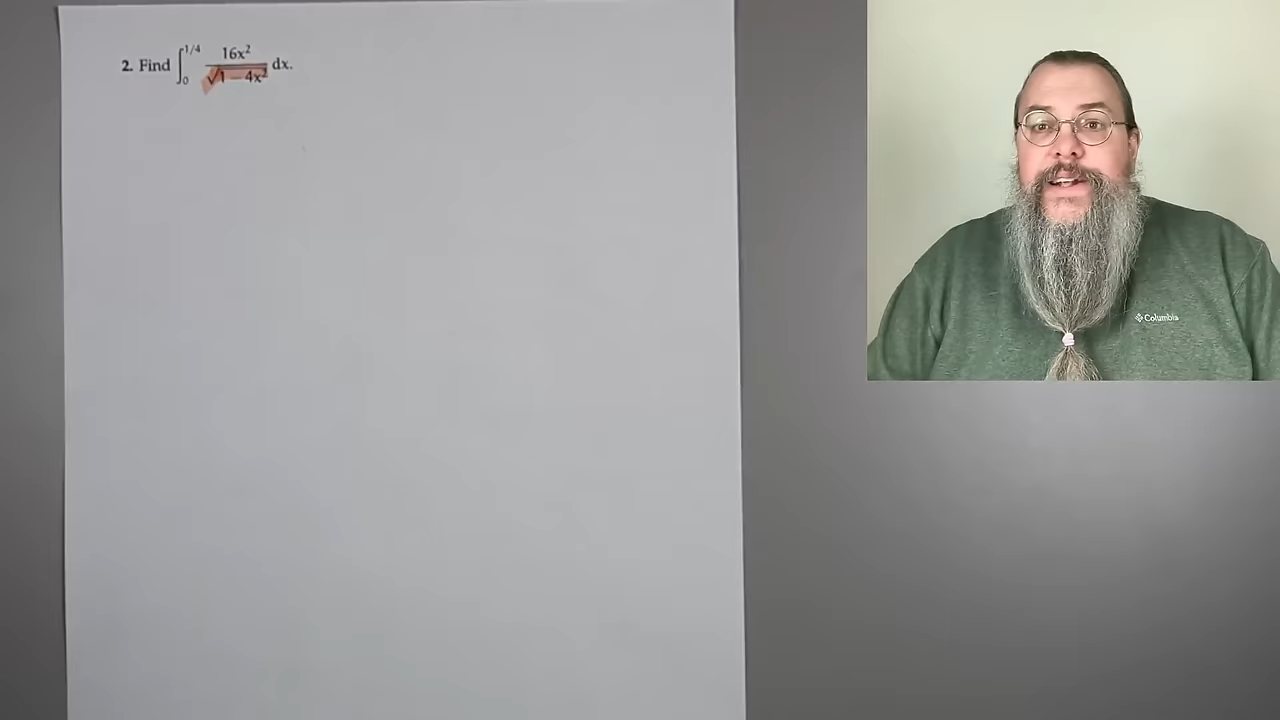 2. Find ∫₀^{1/4} 16x²/√(1 − 4x²) dx.
Columbia